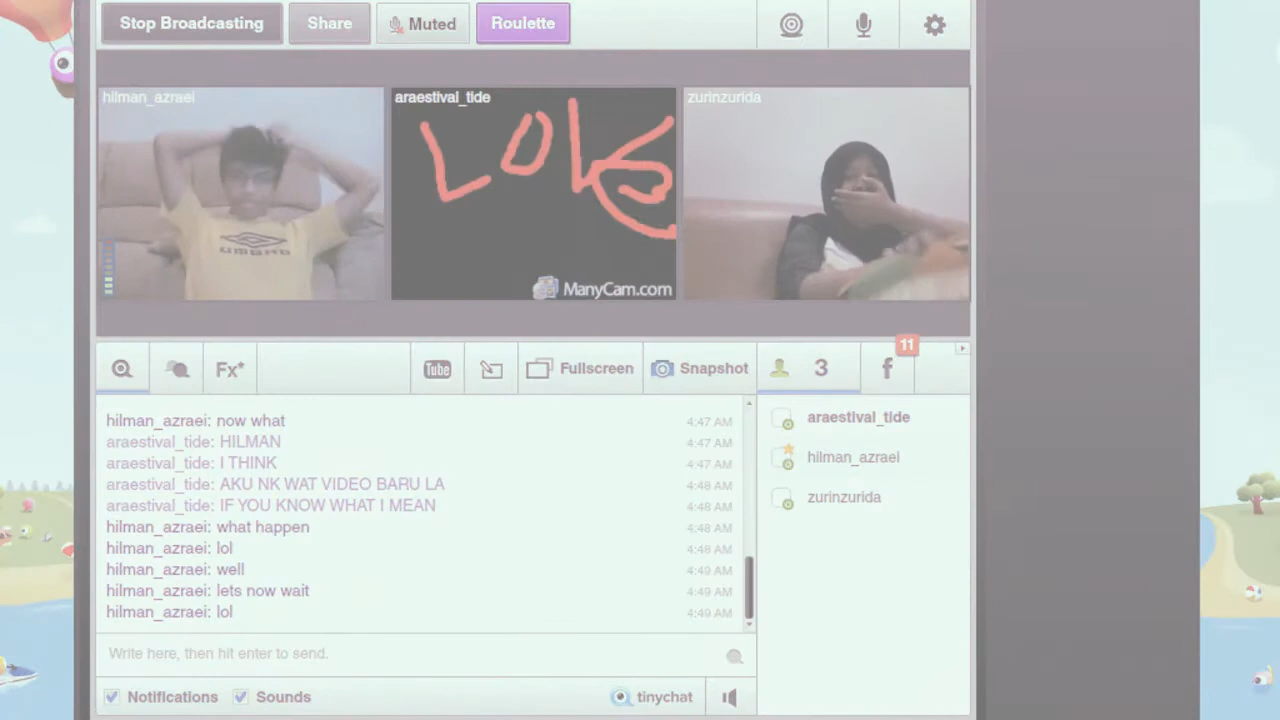 Stop Broadcasting
Share
Muted
Roulette
hilman_azraei
araestival_tide
zurinzurida
UMBRO
ManyCam.com
Fx*
Tube
Fullscreen
Snapshot
3
f
11
hilman_azraei: now what 4:47 AM
araestival_tide: HILMAN 4:47 AM
araestival_tide: I THINK 4:47 AM
araestival_tide: AKU NK WAT VIDEO BARU LA 4:48 AM
araestival_tide: IF YOU KNOW WHAT I MEAN 4:48 AM
hilman_azraei: what happen 4:48 AM
hilman_azraei: lol 4:48 AM
hilman_azraei: well 4:49 AM
hilman_azraei: lets now wait 4:49 AM
hilman_azraei: lol 4:49 AM
araestival_tide
hilman_azraei
zurinzurida
Write here, then hit enter to send.
Notifications
Sounds
tinychat